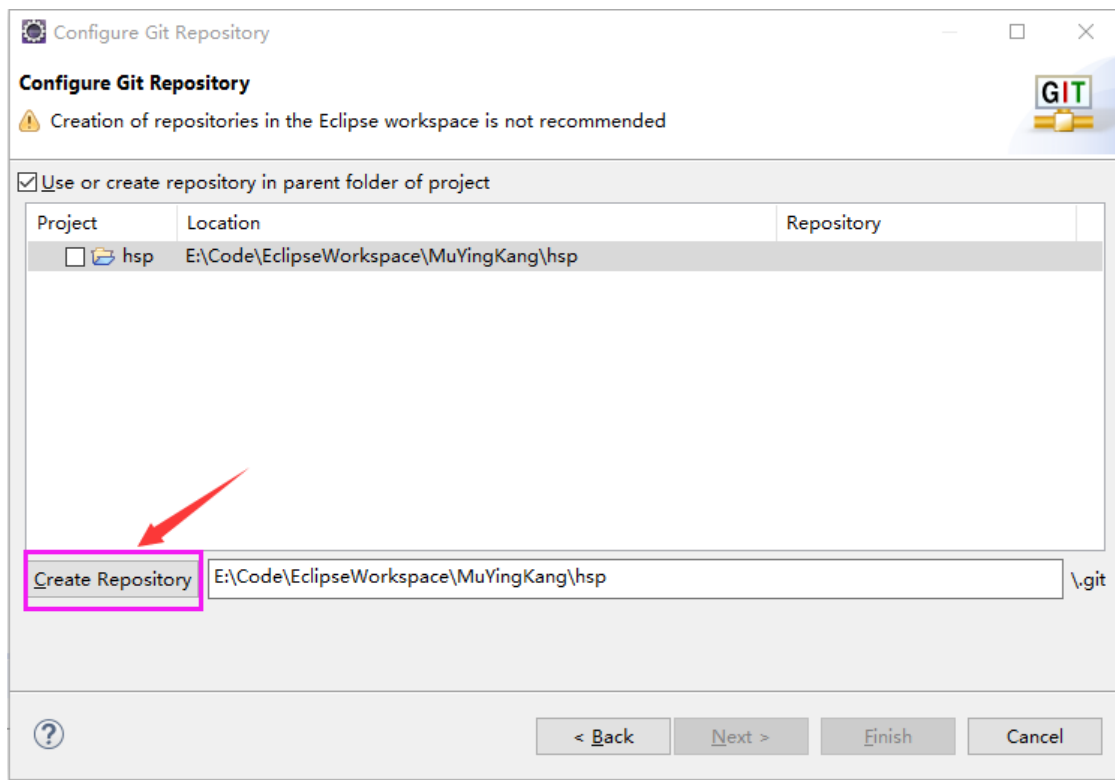 Configure Git Repository
Configure Git Repository
GIT
Creation of repositories in the Eclipse workspace is not recommended
Use or create repository in parent folder of project
Project Location Repository
hsp E:\Code\EclipseWorkspace\MuYingKang\hsp
Create Repository E:\Code\EclipseWorkspace\MuYingKang\hsp \.git
? < Back Next > Finish Cancel